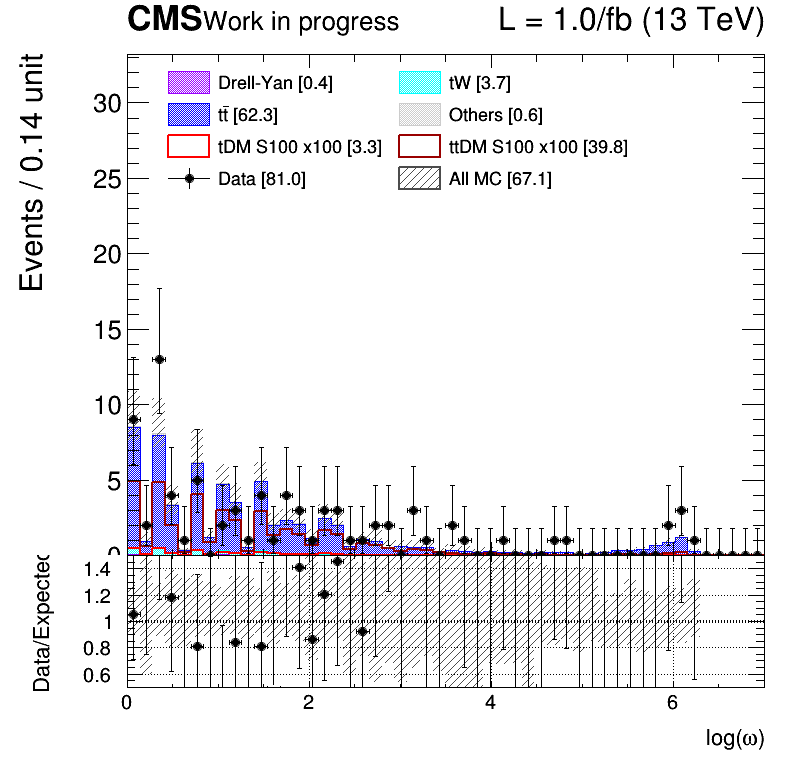 CMS Work in progress L = 1.0/fb (13 TeV)
Events / 0.14 unit
Drell-Yan [0.4] tW [3.7]
tt̄ [62.3] Others [0.6]
tDM S100 x100 [3.3] ttDM S100 x100 [39.8]
Data [81.0] All MC [67.1]
30
25
20
15
10
5
0
Data/Expected
1.4
1.2
1
0.8
0.6
0 2 4 6
log(ω)